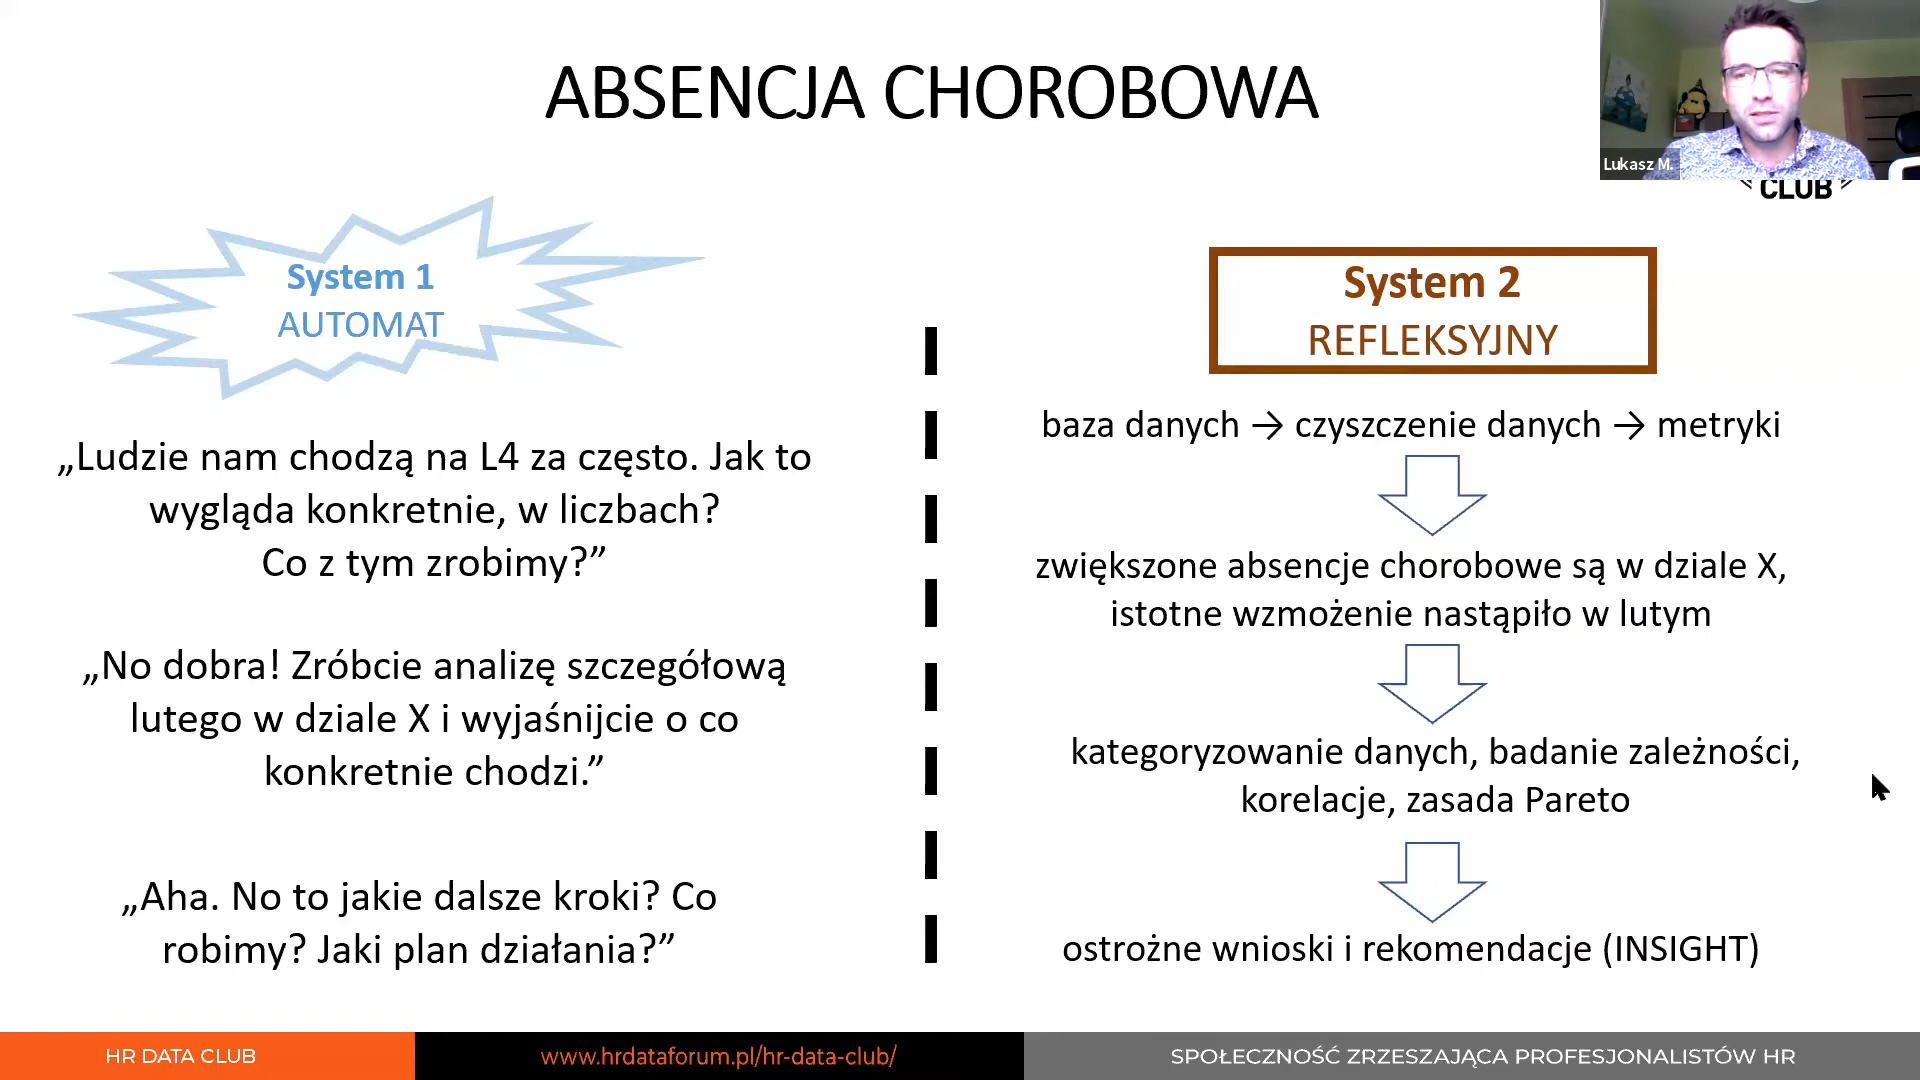 ABSENCJA CHOROBOWA
Lukasz M.
CLUB
System 1
AUTOMAT
„Ludzie nam chodzą na L4 za często. Jak to
wygląda konkretnie, w liczbach?
Co z tym zrobimy?”
„No dobra! Zróbcie analizę szczegółową
lutego w dziale X i wyjaśnijcie o co
konkretnie chodzi.”
„Aha. No to jakie dalsze kroki? Co
robimy? Jaki plan działania?”
System 2
REFLEKSYJNY
baza danych → czyszczenie danych → metryki
zwiększone absencje chorobowe są w dziale X,
istotne wzmożenie nastąpiło w lutym
kategoryzowanie danych, badanie zależności,
korelacje, zasada Pareto
ostrożne wnioski i rekomendacje (INSIGHT)
HR DATA CLUB
www.hrdataforum.pl/hr-data-club/
SPOŁECZNOŚĆ ZRZESZAJĄCA PROFESJONALISTÓW HR